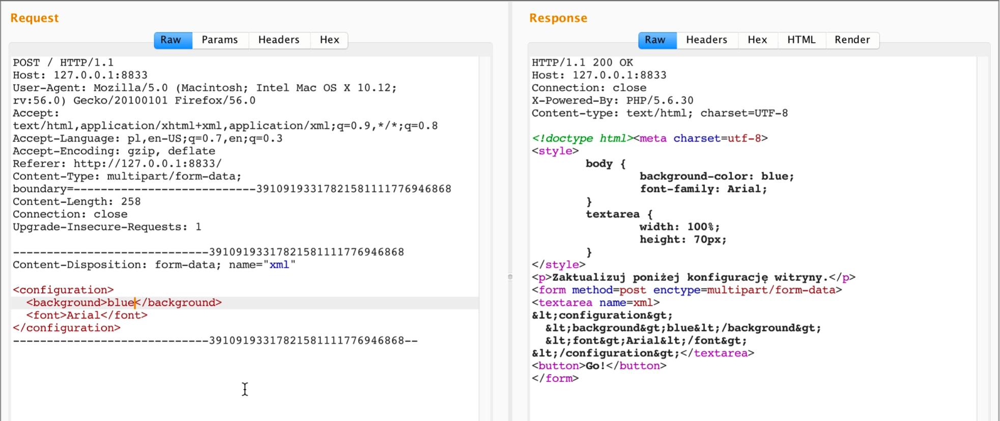 Request
Raw Params Headers Hex
POST / HTTP/1.1
Host: 127.0.0.1:8833
User-Agent: Mozilla/5.0 (Macintosh; Intel Mac OS X 10.12;
rv:56.0) Gecko/20100101 Firefox/56.0
Accept:
text/html,application/xhtml+xml,application/xml;q=0.9,*/*;q=0.8
Accept-Language: pl,en-US;q=0.7,en;q=0.3
Accept-Encoding: gzip, deflate
Referer: http://127.0.0.1:8833/
Content-Type: multipart/form-data;
boundary=---------------------------39109193317821581111776946868
Content-Length: 258
Connection: close
Upgrade-Insecure-Requests: 1
-----------------------------39109193317821581111776946868
Content-Disposition: form-data; name="xml"
<configuration>
  <background>blue</background>
  <font>Arial</font>
</configuration>
-----------------------------39109193317821581111776946868--
Response
Raw Headers Hex HTML Render
HTTP/1.1 200 OK
Host: 127.0.0.1:8833
Connection: close
X-Powered-By: PHP/5.6.30
Content-type: text/html; charset=UTF-8
<!doctype html><meta charset=utf-8>
<style>
        body {
                background-color: blue;
                font-family: Arial;
        }
        textarea {
                width: 100%;
                height: 70px;
        }
</style>
<p>Zaktualizuj poniżej konfigurację witryny.</p>
<form method=post enctype=multipart/form-data>
<textarea name=xml>
&lt;configuration&gt;
  &lt;background&gt;blue&lt;/background&gt;
  &lt;font&gt;Arial&lt;/font&gt;
&lt;/configuration&gt;</textarea>
<button>Go!</button>
</form>